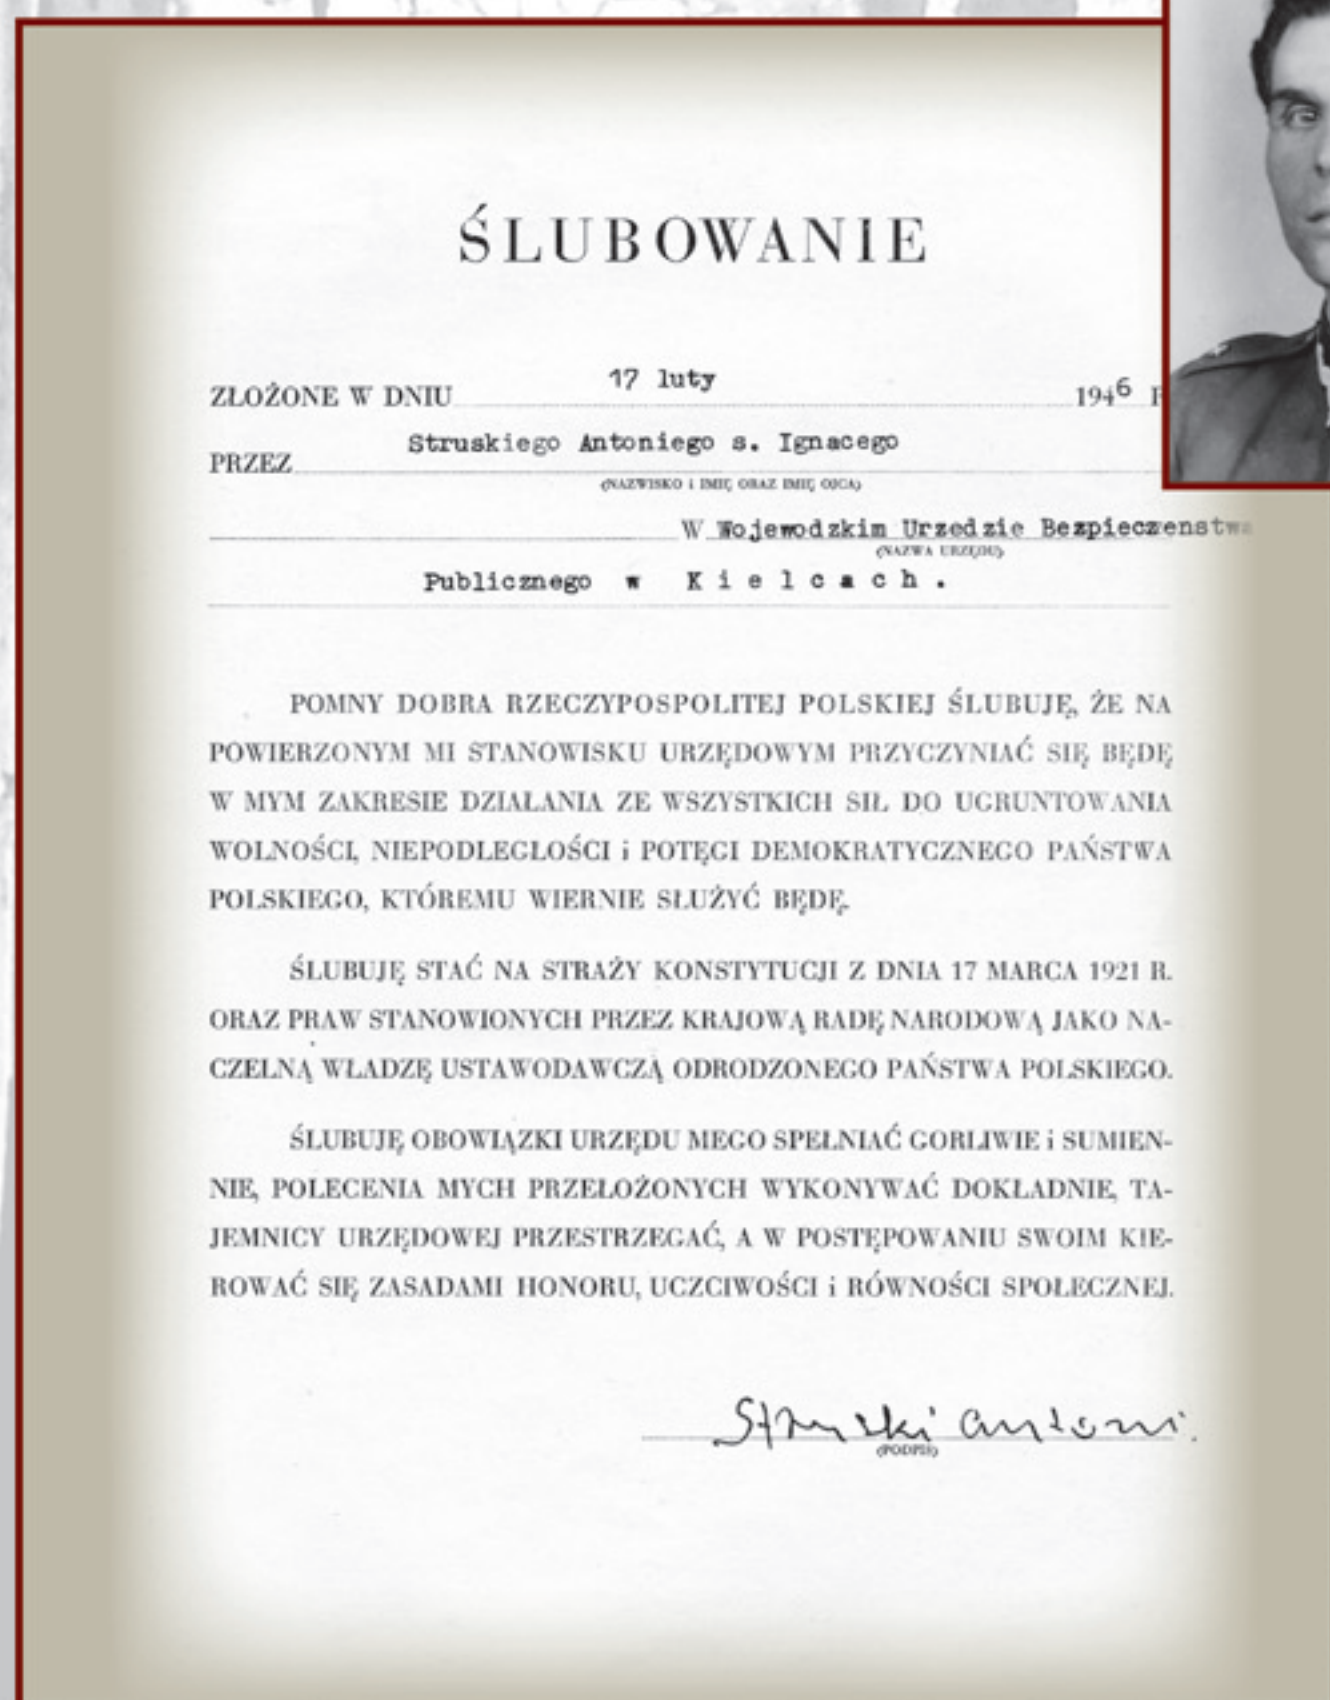 ŚLUBOWANIE
ZŁOŻONE W DNIU 17 luty 1946 R
PRZEZ Struskiego Antoniego s. Ignacego
(NAZWISKO i IMIĘ ORAZ IMIĘ OJCA)
W Wojewodzkim Urzedzie Bezpieczenstwa
(NAZWA URZĘDU)
Publicznego w Kielcach.
POMNY DOBRA RZECZYPOSPOLITEJ POLSKIEJ ŚLUBUJĘ, ŻE NA
POWIERZONYM MI STANOWISKU URZĘDOWYM PRZYCZYNIAĆ SIĘ BĘDĘ
W MYM ZAKRESIE DZIAŁANIA ZE WSZYSTKICH SIŁ DO UGRUNTOWANIA
WOLNOŚCI, NIEPODLEGŁOŚCI i POTĘGI DEMOKRATYCZNEGO PAŃSTWA
POLSKIEGO, KTÓREMU WIERNIE SŁUŻYĆ BĘDĘ.
ŚLUBUJĘ STAĆ NA STRAŻY KONSTYTUCJI Z DNIA 17 MARCA 1921 R.
ORAZ PRAW STANOWIONYCH PRZEZ KRAJOWĄ RADĘ NARODOWĄ JAKO NA-
CZELNĄ WŁADZĘ USTAWODAWCZĄ ODRODZONEGO PAŃSTWA POLSKIEGO.
ŚLUBUJĘ OBOWIĄZKI URZĘDU MEGO SPEŁNIAĆ GORLIWIE i SUMIEN-
NIE, POLECENIA MYCH PRZEŁOŻONYCH WYKONYWAĆ DOKŁADNIE, TA-
JEMNICY URZĘDOWEJ PRZESTRZEGAĆ, A W POSTĘPOWANIU SWOIM KIE-
ROWAĆ SIĘ ZASADAMI HONORU, UCZCIWOŚCI i RÓWNOŚCI SPOŁECZNEJ.
Struski Antoni.
(PODPIS)